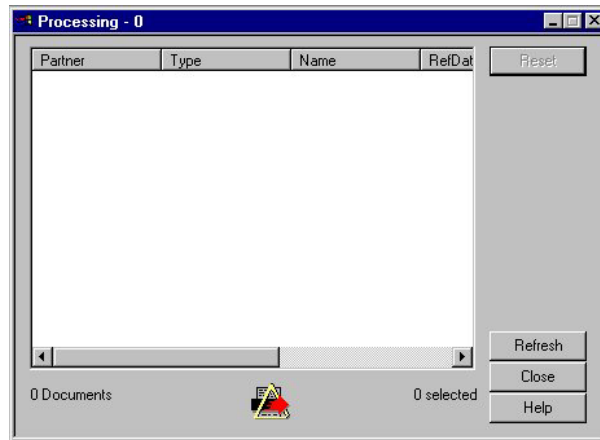 Processing - 0
Partner Type Name RefDat
Reset
Refresh
Close
Help
0 Documents 0 selected